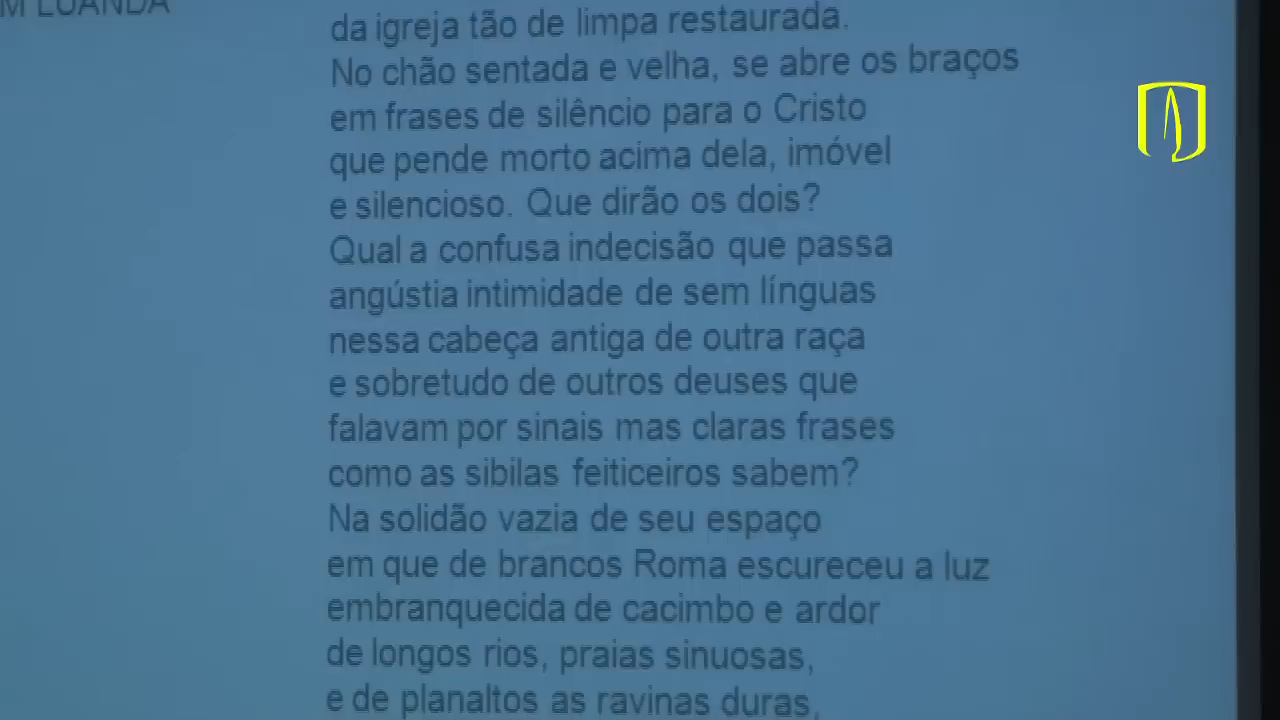 M LUANDA
da igreja tão de limpa restaurada.
No chão sentada e velha, se abre os braços
em frases de silêncio para o Cristo
que pende morto acima dela, imóvel
e silencioso. Que dirão os dois?
Qual a confusa indecisão que passa
angústia intimidade de sem línguas
nessa cabeça antiga de outra raça
e sobretudo de outros deuses que
falavam por sinais mas claras frases
como as sibilas feiticeiros sabem?
Na solidão vazia de seu espaço
em que de brancos Roma escureceu a luz
embranquecida de cacimbo e ardor
de longos rios, praias sinuosas,
e de planaltos as ravinas duras,